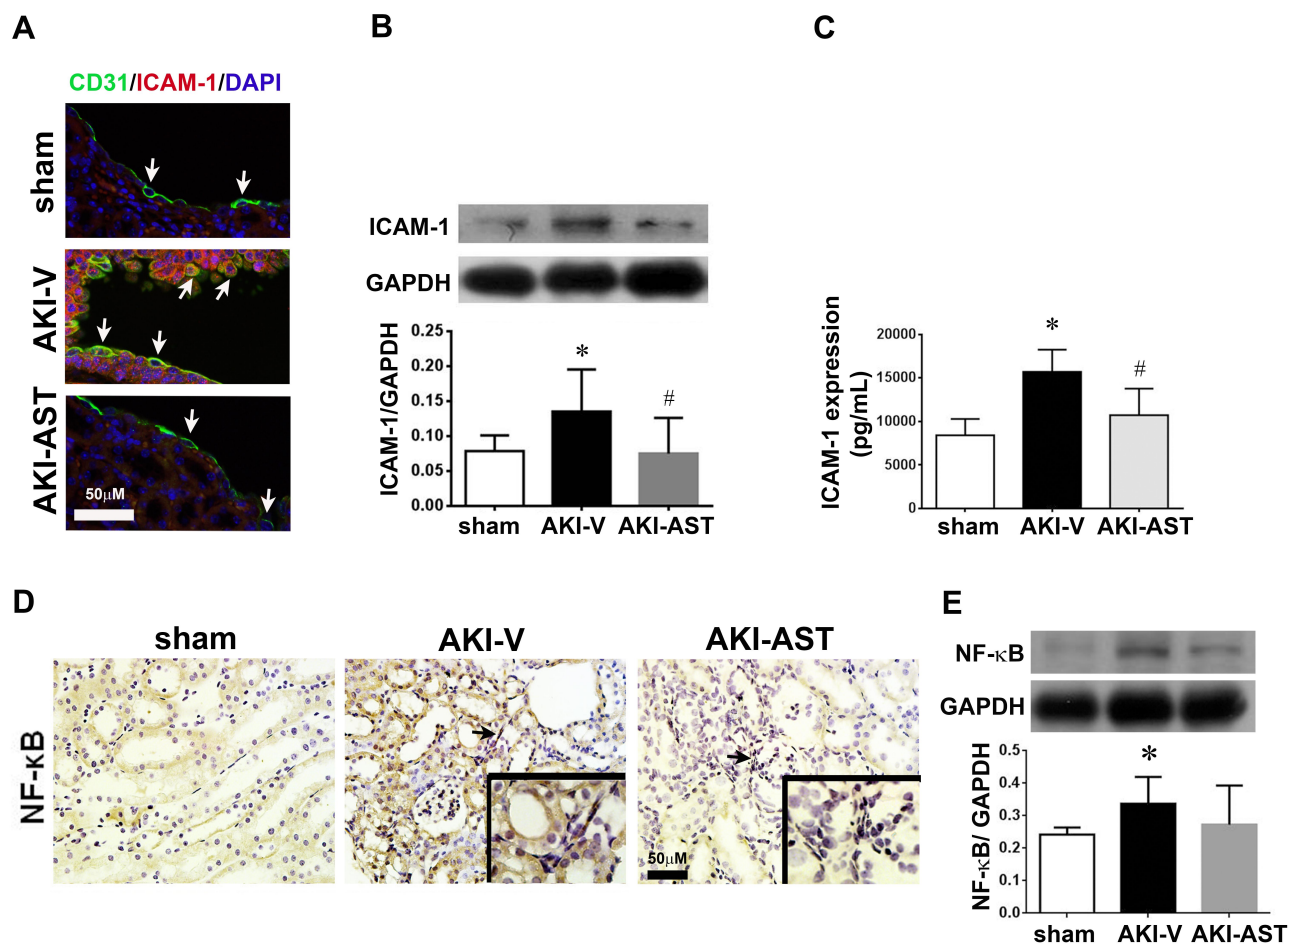 A
CD31/ICAM-1/DAPI
sham
AKI-V
AKI-AST
50μM
B
ICAM-1
GAPDH
ICAM-1/GAPDH
0.25
0.20
0.15
0.10
0.05
0.00
*
#
sham AKI-V AKI-AST
C
ICAM-1 expression
(pg/mL)
20000
15000
10000
5000
0
*
#
sham AKI-V AKI-AST
D
sham AKI-V AKI-AST
NF-κB
50μM
E
NF-κB
GAPDH
NF-κB/ GAPDH
0.5
0.4
0.3
0.2
0.1
0.0
*
sham AKI-V AKI-AST